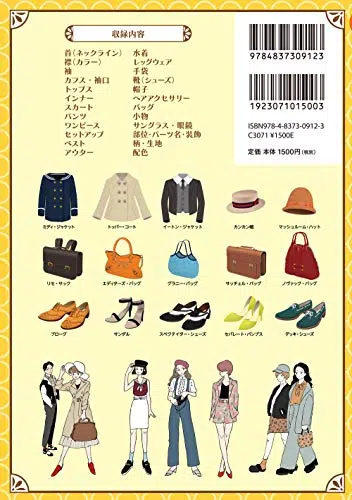 収録内容
首（ネックライン）
襟（カラー）
袖
カフス・袖口
トップス
インナー
スカート
パンツ
ワンピース
セットアップ
ベスト
アウター
水着
レッグウェア
手袋
靴（シューズ）
帽子
ヘアアクセサリー
バッグ
小物
サングラス・眼鏡
部位・パーツ名・装飾
柄・生地
配色
9784837309123
1923071015003
ISBN978-4-8373-0912-3
C3071 ¥1500E
定価 本体1500円（税別）
ミディ・ジャケット
トッパー・コート
イートン・ジャケット
カンカン帽
マッシュルーム・ハット
リセ・サック
エディターズ・バッグ
グラニー・バッグ
サッチェル・バッグ
ノヴァック・バッグ
ブローグ
サンダル
スペクテイター・シューズ
セパレート・パンプス
デッキ・シューズ